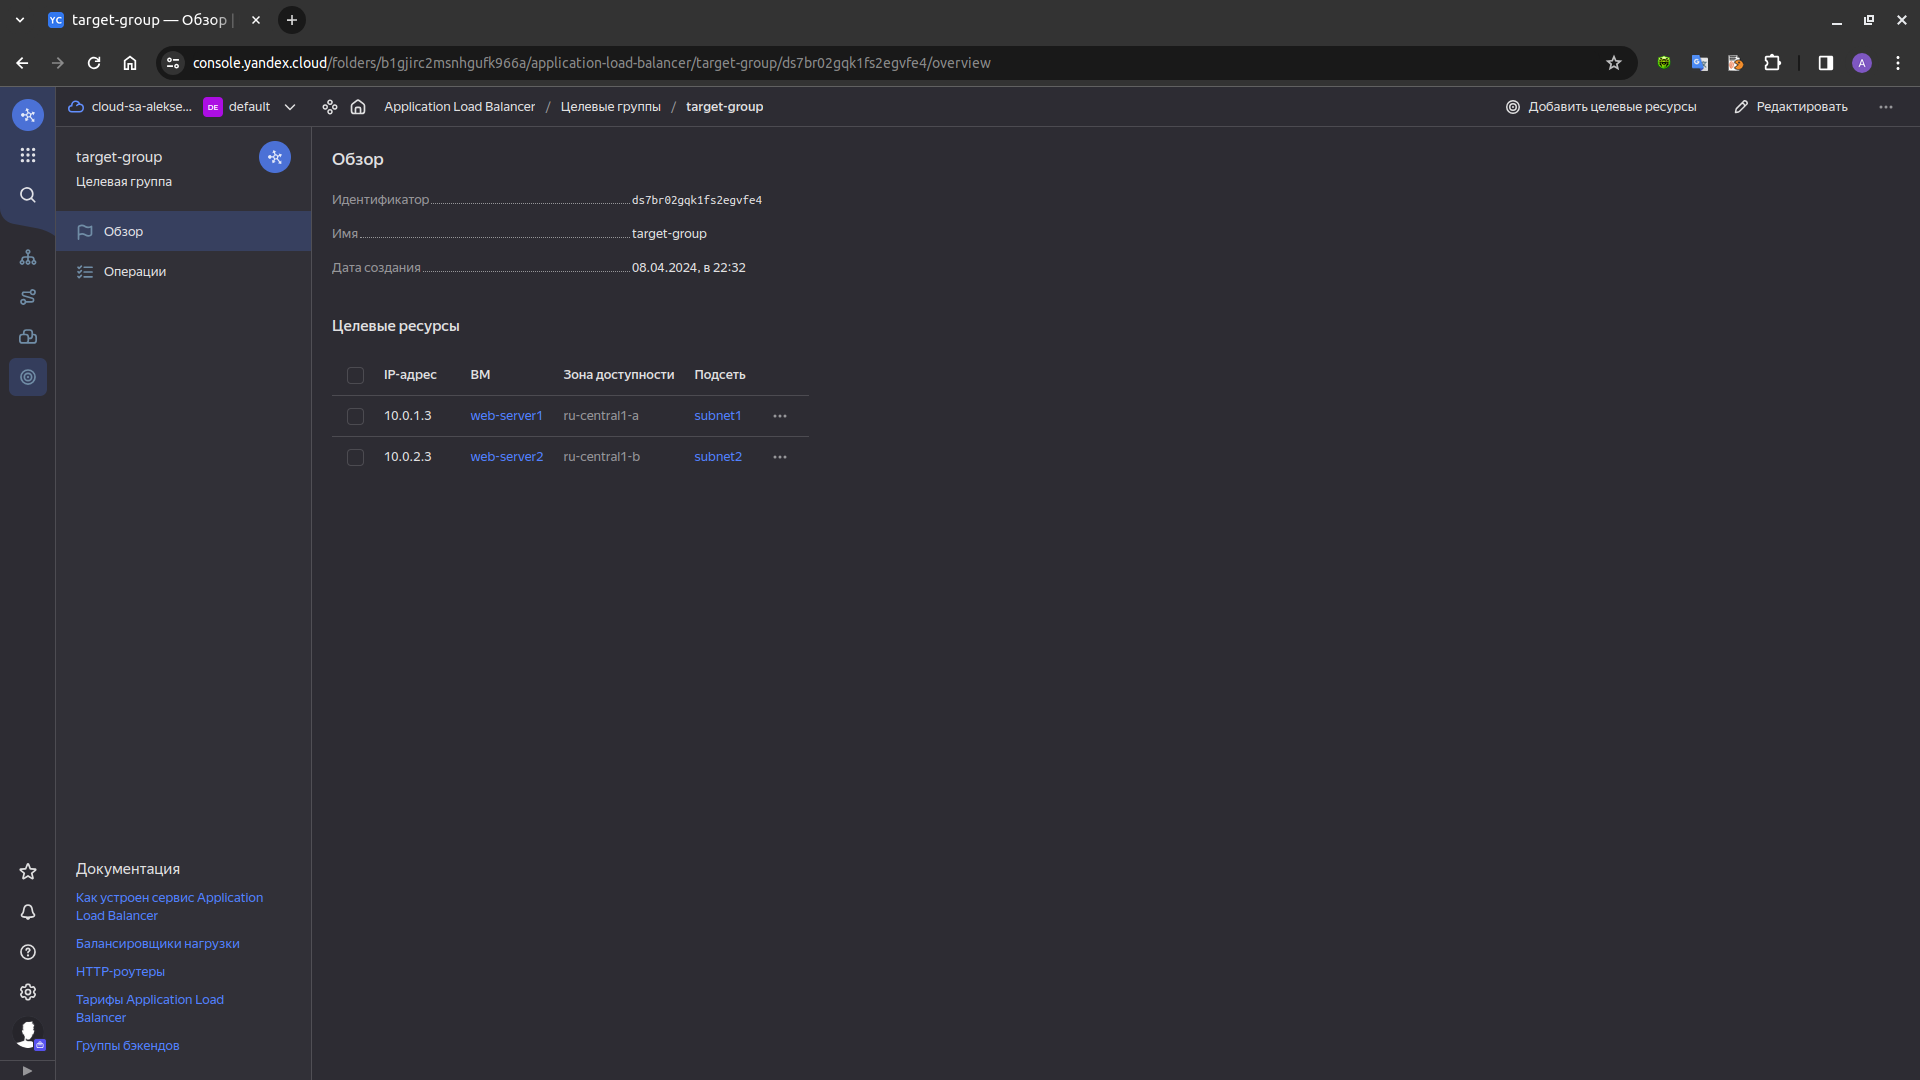 target-group — Обзор |
console.yandex.cloud/folders/b1gjirc2msnhgufk966a/application-load-balancer/target-group/ds7br02gqk1fs2egvfe4/overview
A
cloud-sa-alekse... DE default Application Load Balancer / Целевые группы / target-group Добавить целевые ресурсы Редактировать
target-group
Целевая группа
Обзор
Операции
Обзор
Идентификатор ds7br02gqk1fs2egvfe4
Имя target-group
Дата создания 08.04.2024, в 22:32
Целевые ресурсы
IP-адрес ВМ Зона доступности Подсеть
10.0.1.3 web-server1 ru-central1-a subnet1
10.0.2.3 web-server2 ru-central1-b subnet2
Документация
Как устроен сервис Application
Load Balancer
Балансировщики нагрузки
HTTP-роутеры
Тарифы Application Load
Balancer
Группы бэкендов